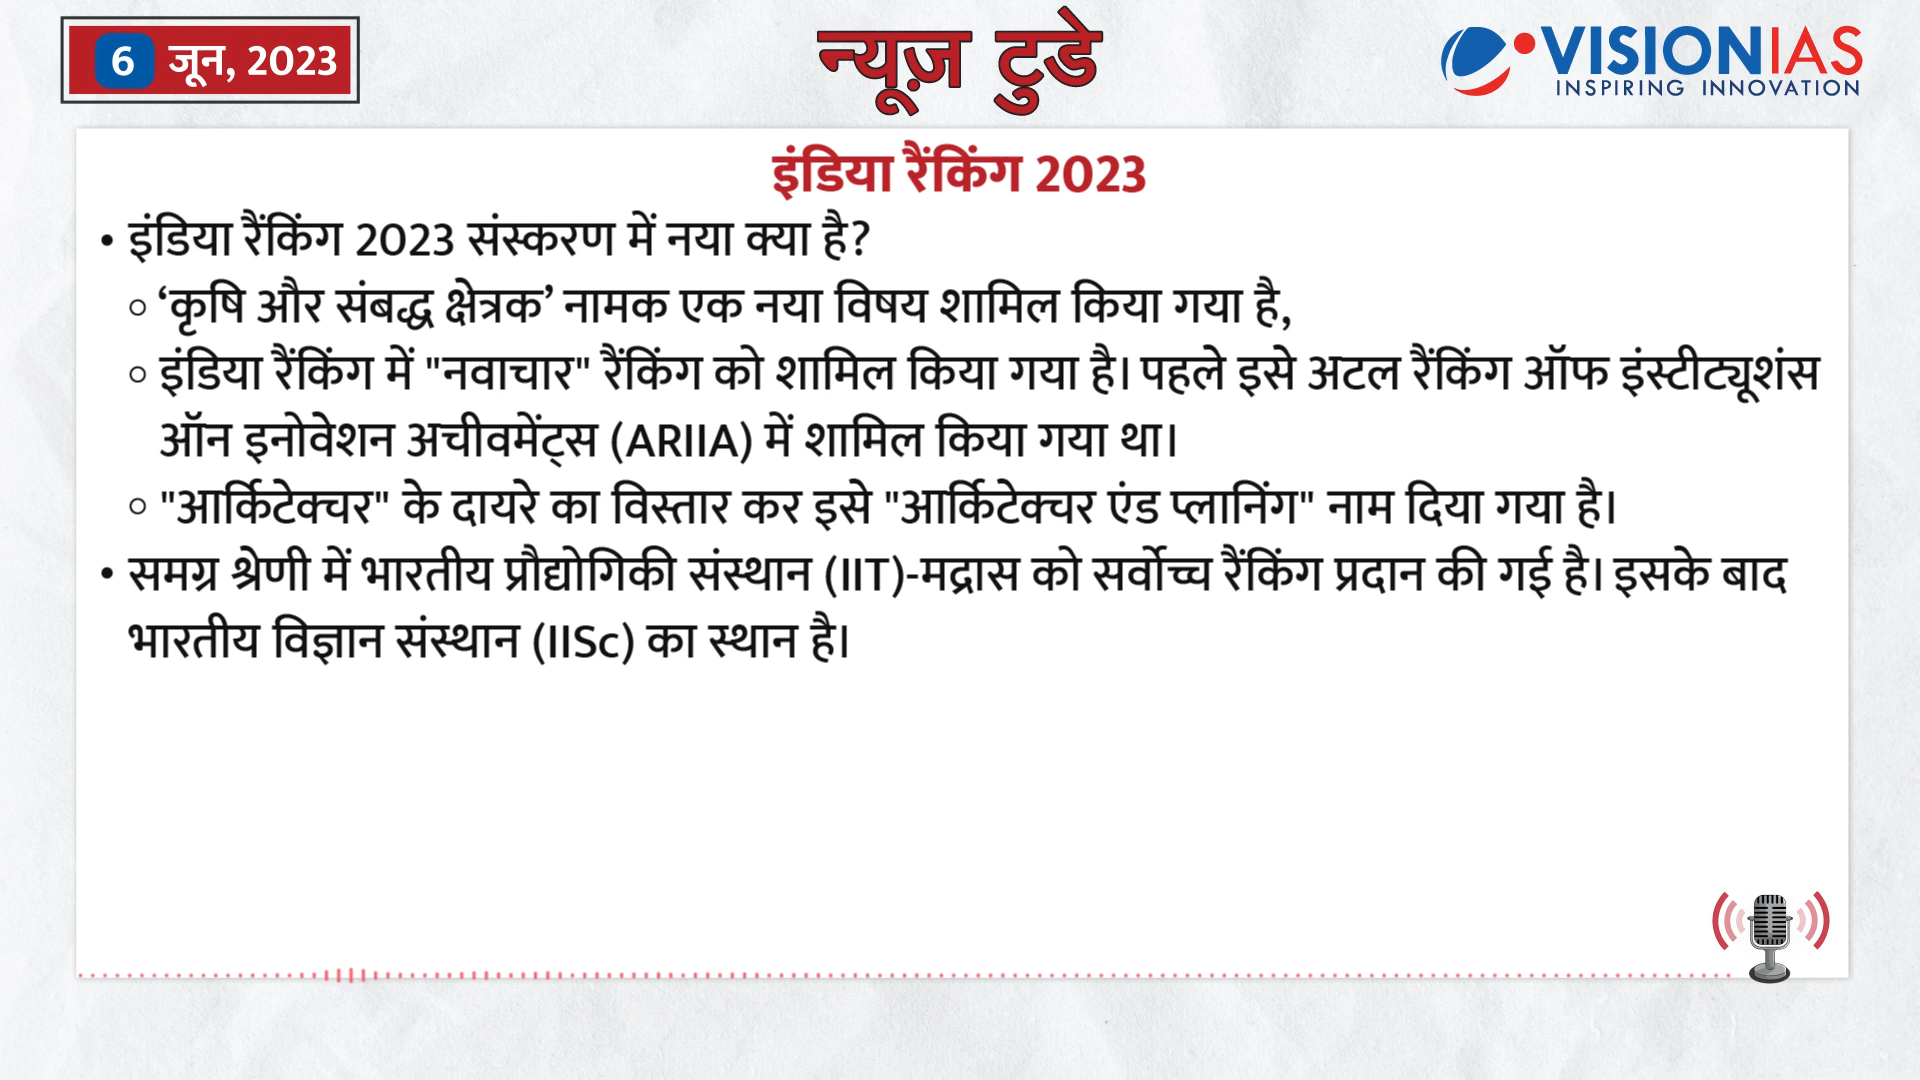 6 जून, 2023
न्यूज़ टुडे
VISIONIAS
INSPIRING INNOVATION
इंडिया रैंकिंग 2023
• इंडिया रैंकिंग 2023 संस्करण में नया क्या है?
○ ‘कृषि और संबद्ध क्षेत्रक’ नामक एक नया विषय शामिल किया गया है,
○ इंडिया रैंकिंग में "नवाचार" रैंकिंग को शामिल किया गया है। पहले इसे अटल रैंकिंग ऑफ इंस्टीट्यूशंस
ऑन इनोवेशन अचीवमेंट्स (ARIIA) में शामिल किया गया था।
○ "आर्किटेक्चर" के दायरे का विस्तार कर इसे "आर्किटेक्चर एंड प्लानिंग" नाम दिया गया है।
• समग्र श्रेणी में भारतीय प्रौद्योगिकी संस्थान (IIT)-मद्रास को सर्वोच्च रैंकिंग प्रदान की गई है। इसके बाद
भारतीय विज्ञान संस्थान (IISc) का स्थान है।